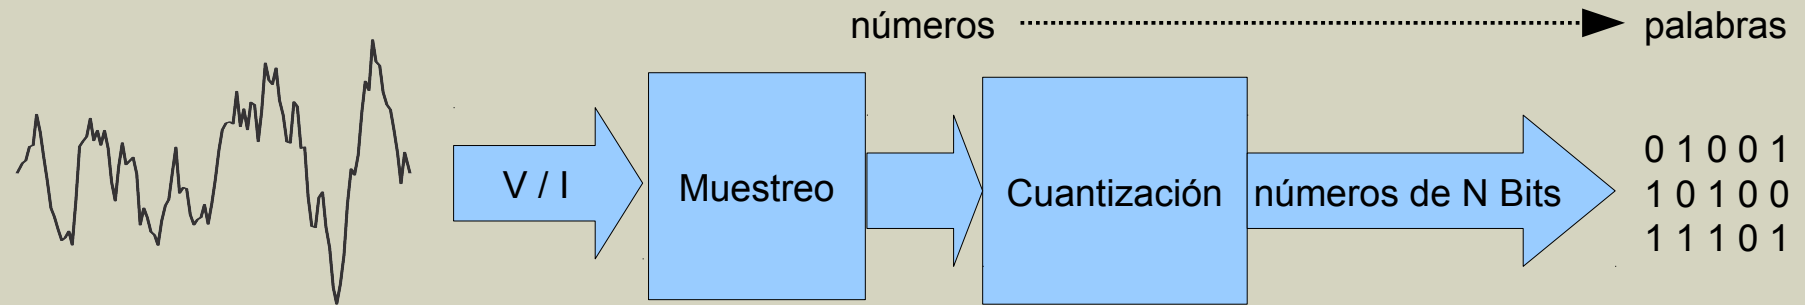 números palabras
V / I
Muestreo
Cuantización
números de N Bits
0 1 0 0 1
1 0 1 0 0
1 1 1 0 1